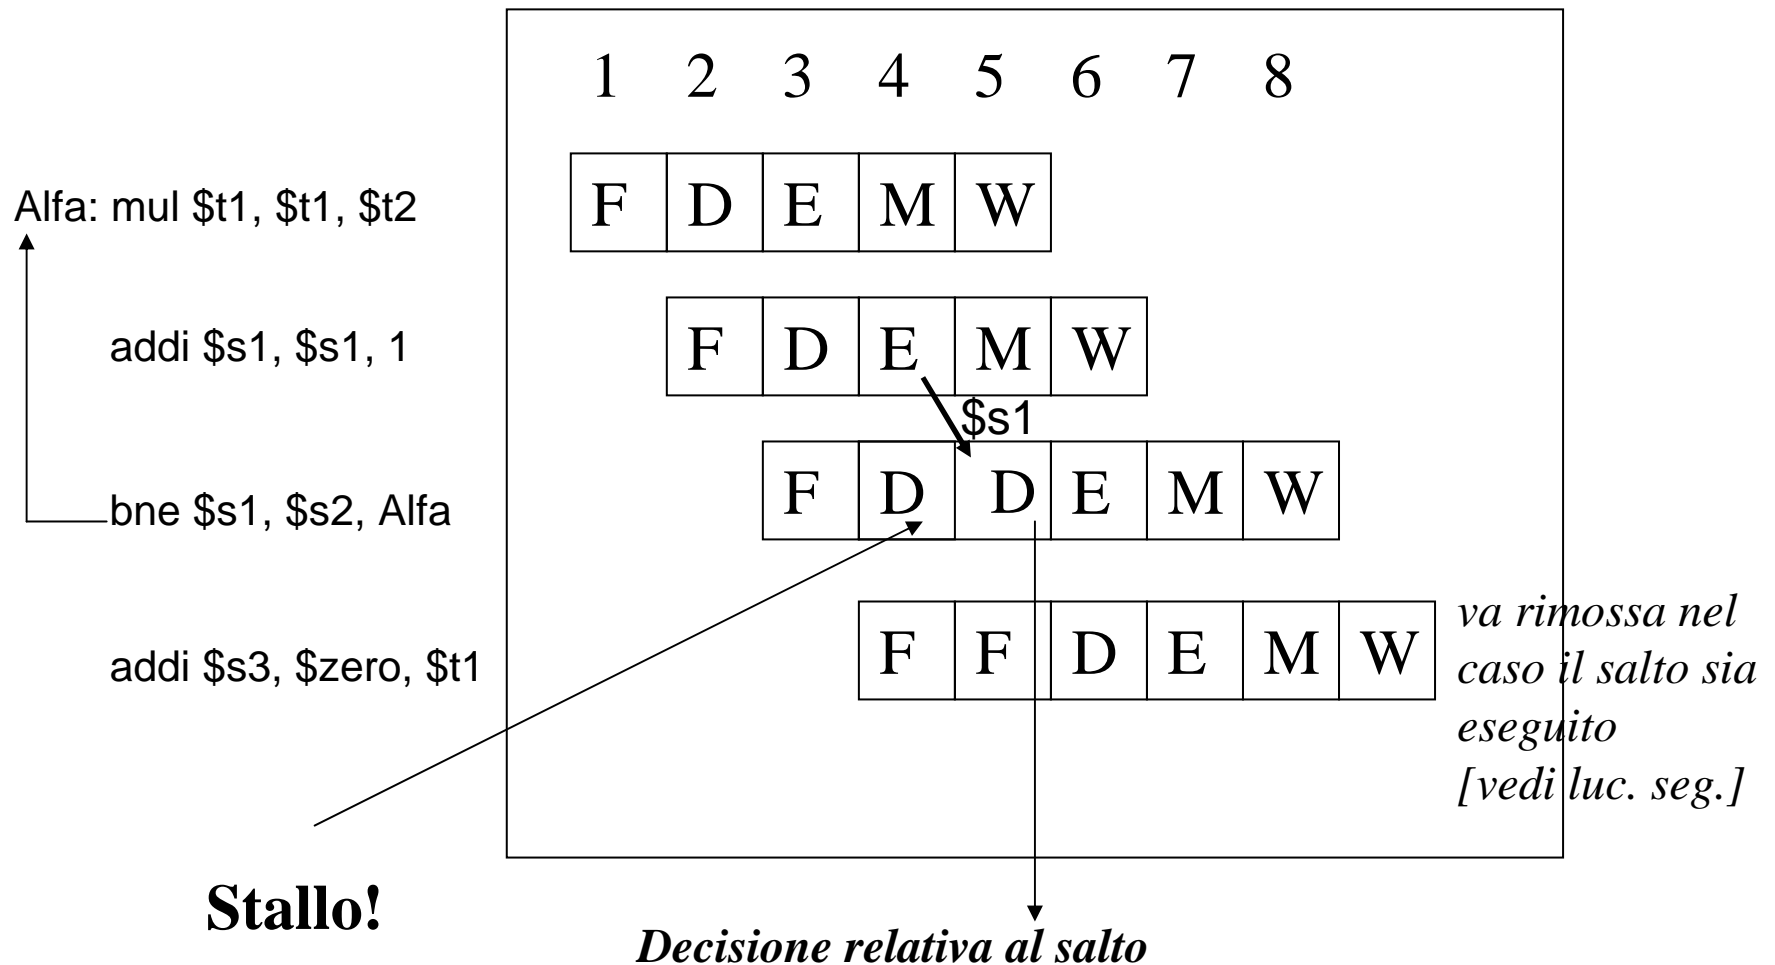 1 2 3 4 5 6 7 8
Alfa: mul $t1, $t1, $t2
F D E M W
addi $s1, $s1, 1
F D E M W
$s1
bne $s1, $s2, Alfa
F D D E M W
addi $s3, $zero, $t1
F F D E M W
va rimossa nel
caso il salto sia
eseguito
[vedi luc. seg.]
Stallo!
Decisione relativa al salto